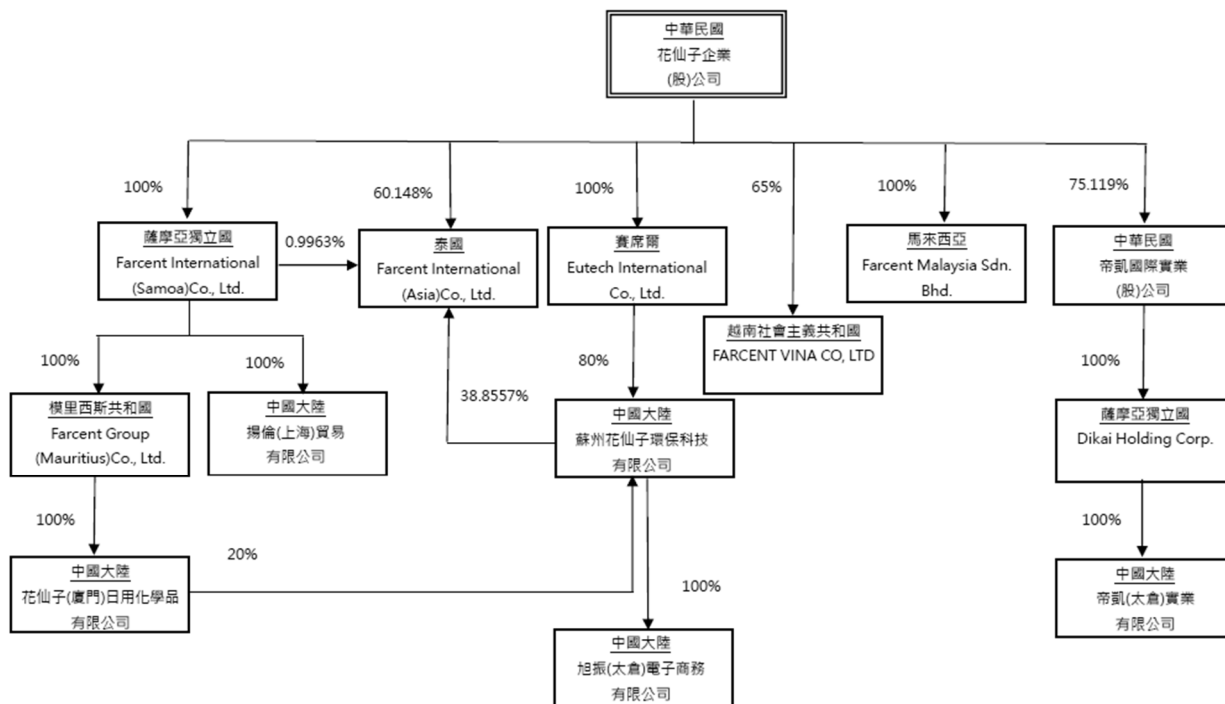 中華民國
花仙子企業
(股)公司
100%
60.148%
100%
65%
100%
75.119%
薩摩亞獨立國
Farcent International
(Samoa)Co., Ltd.
0.9963%
泰國
Farcent International
(Asia)Co., Ltd.
賽席爾
Eutech International
Co., Ltd.
越南社會主義共和國
FARCENT VINA CO, LTD
馬來西亞
Farcent Malaysia Sdn.
Bhd.
中華民國
帝凱國際實業
(股)公司
100%
100%
38.8557%
80%
100%
模里西斯共和國
Farcent Group
(Mauritius)Co., Ltd.
中國大陸
揚倫(上海)貿易
有限公司
中國大陸
蘇州花仙子環保科技
有限公司
薩摩亞獨立國
Dikai Holding Corp.
100%
20%
100%
100%
中國大陸
花仙子(廈門)日用化學品
有限公司
中國大陸
旭振(太倉)電子商務
有限公司
中國大陸
帝凱(太倉)實業
有限公司